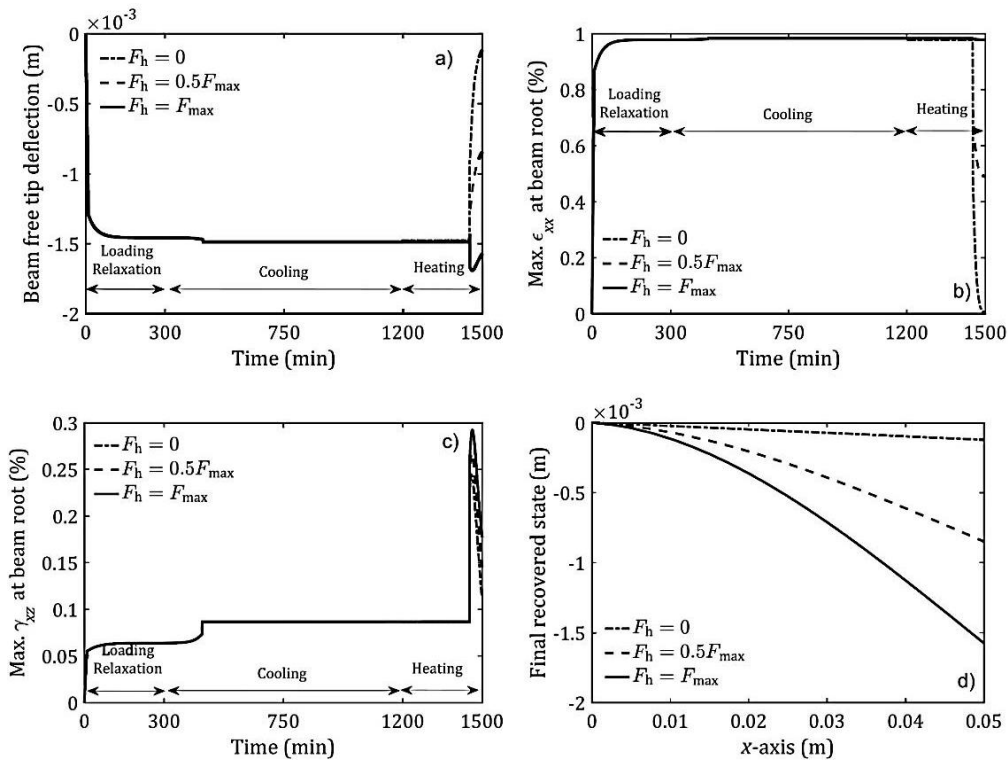 ×10⁻³
0
-0.5
-1
-1.5
-2
Beam free tip deflection (m)
a)
F_h = 0
F_h = 0.5F_max
F_h = F_max
Loading
Relaxation
Cooling
Heating
0 300 750 1200 1500
Time (min)
1
0.8
0.6
0.4
0.2
0
Max. ϵ_xx at beam root (%)
Loading
Relaxation
Cooling
Heating
F_h = 0
F_h = 0.5F_max
F_h = F_max
b)
0 300 750 1200 1500
Time (min)
0.3
0.25
0.2
0.15
0.1
0.05
0
Max. γ_xz at beam root (%)
c)
F_h = 0
F_h = 0.5F_max
F_h = F_max
Loading
Relaxation
Cooling
Heating
0 300 750 1200 1500
Time (min)
×10⁻³
0
-0.5
-1
-1.5
-2
Final recovered state (m)
F_h = 0
F_h = 0.5F_max
F_h = F_max
d)
0 0.01 0.02 0.03 0.04 0.05
x-axis (m)